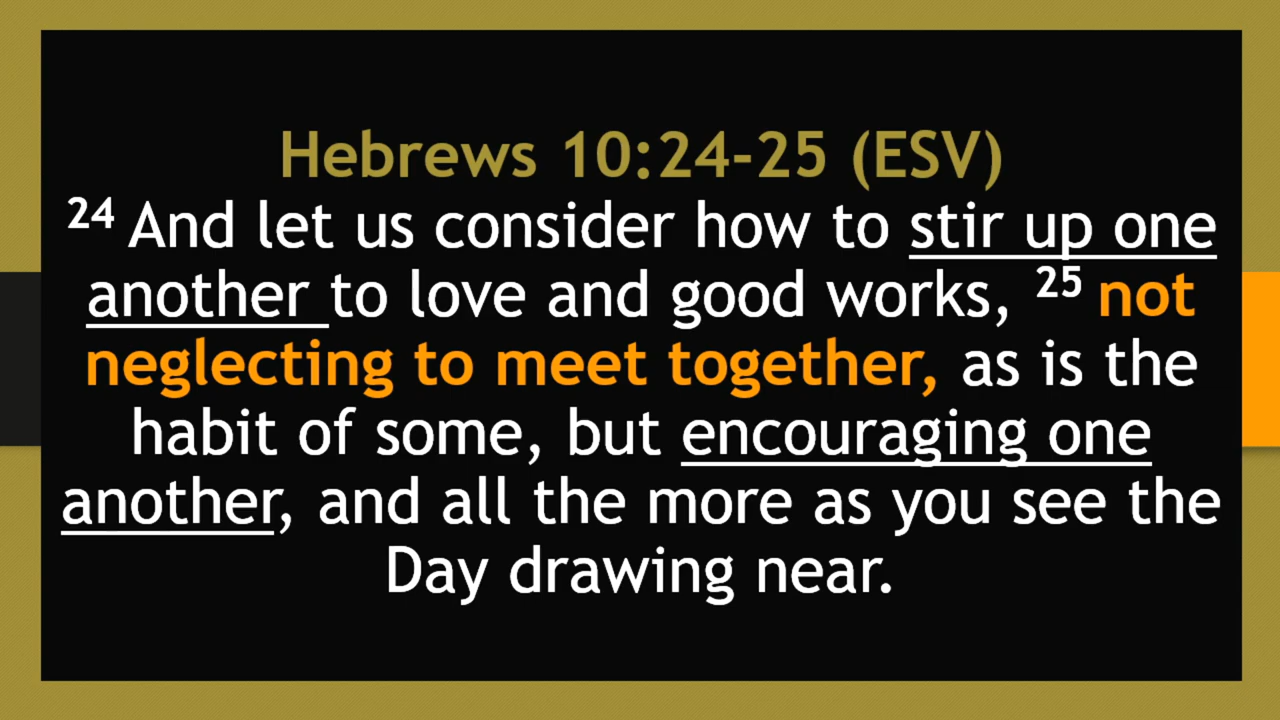 Hebrews 10:24-25 (ESV)
24 And let us consider how to stir up one
another to love and good works, 25 not
neglecting to meet together, as is the
habit of some, but encouraging one
another, and all the more as you see the
Day drawing near.